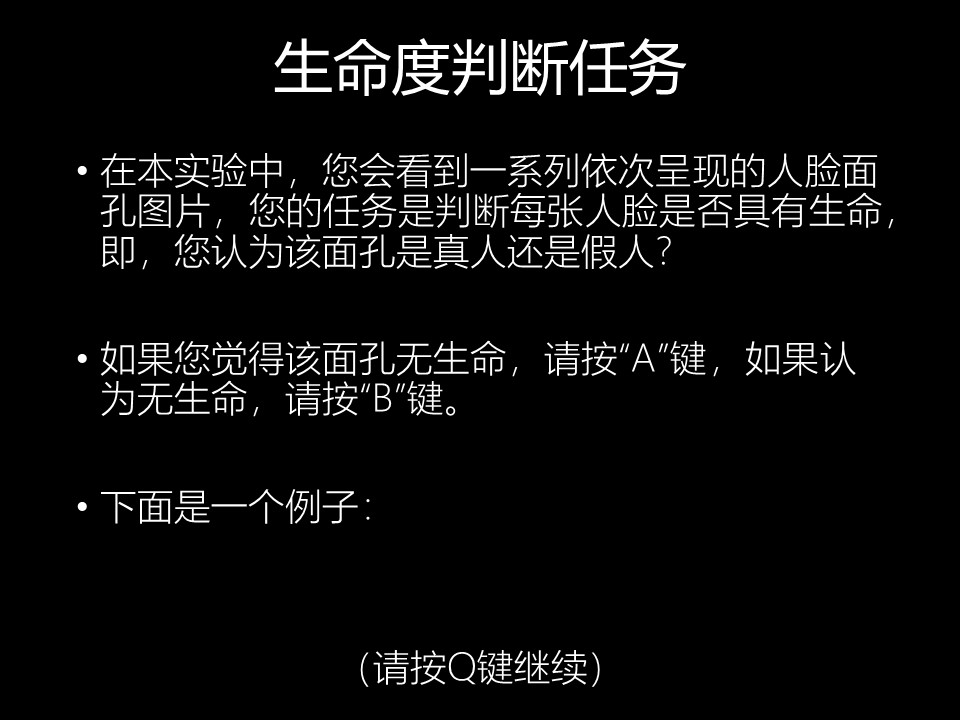 生命度判断任务
• 在本实验中，您会看到一系列依次呈现的人脸面
孔图片，您的任务是判断每张人脸是否具有生命，
即，您认为该面孔是真人还是假人？
• 如果您觉得该面孔无生命，请按“A”键，如果认
为无生命，请按“B”键。
• 下面是一个例子：
（请按Q键继续）